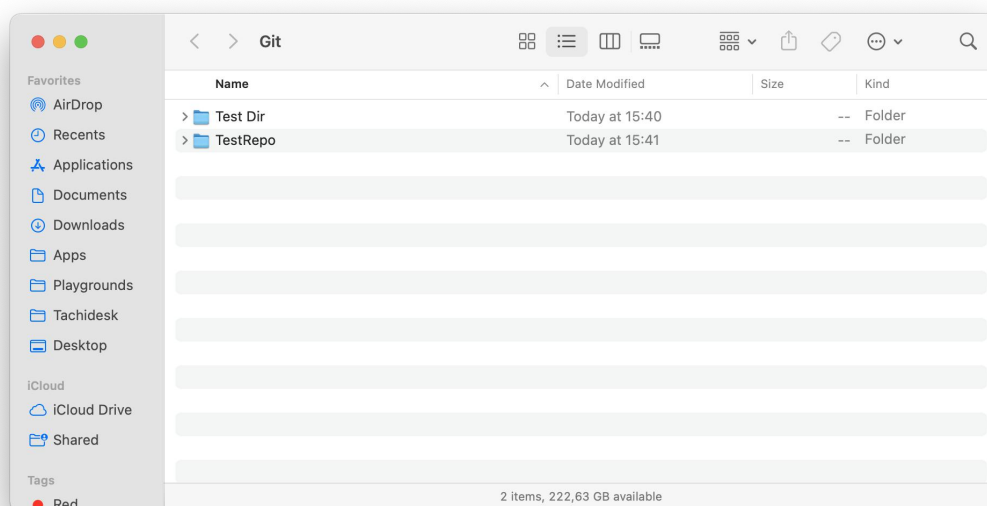 Git
Favorites
AirDrop
Recents
Applications
Documents
Downloads
Apps
Playgrounds
Tachidesk
Desktop
iCloud
iCloud Drive
Shared
Tags
Red
Name Date Modified Size Kind
Test Dir Today at 15:40 -- Folder
TestRepo Today at 15:41 -- Folder
2 items, 222,63 GB available